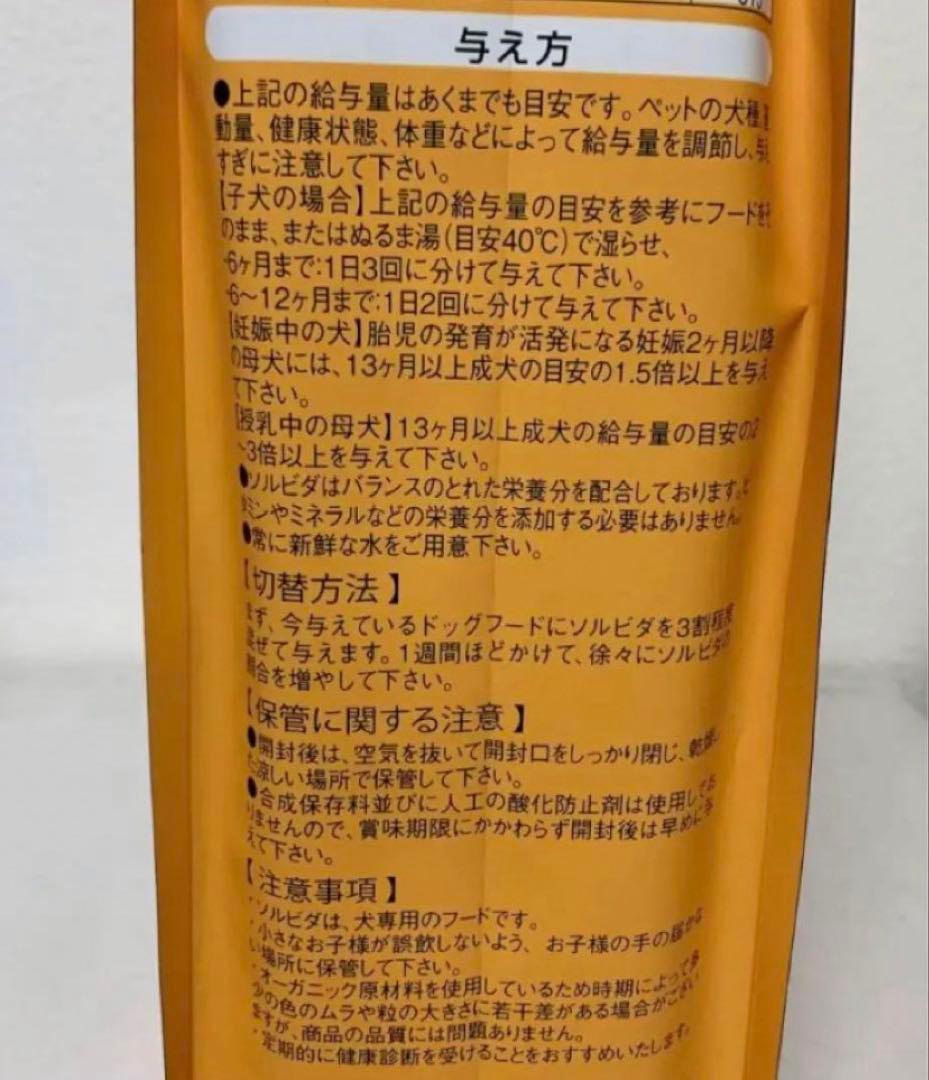 与え方
●上記の給与量はあくまでも目安です。ペットの犬種
動量、健康状態、体重などによって給与量を調節し、与え
すぎに注意して下さい。
【子犬の場合】上記の給与量の目安を参考にフードをそ
のまま、またはぬるま湯(目安40℃)で湿らせ、
・6ヶ月まで:1日3回に分けて与えて下さい。
・6〜12ヶ月まで:1日2回に分けて与えて下さい。
【妊娠中の犬】胎児の発育が活発になる妊娠2ヶ月以降
の母犬には、13ヶ月以上成犬の目安の1.5倍以上を与え
て下さい。
【授乳中の母犬】13ヶ月以上成犬の給与量の目安の2
〜3倍以上を与えて下さい。
●ソルビダはバランスのとれた栄養分を配合しております。ビ
タミンやミネラルなどの栄養分を添加する必要はありません。
●常に新鮮な水をご用意下さい。
【切替方法】
まず、今与えているドッグフードにソルビダを3割程度
混ぜて与えます。1週間ほどかけて、徐々にソルビダの
割合を増やして下さい。
【保管に関する注意】
●開封後は、空気を抜いて開封口をしっかり閉じ、乾燥し
た涼しい場所で保管して下さい。
●合成保存料並びに人工の酸化防止剤は使用してお
りませんので、賞味期限にかかわらず開封後は早めに与
えて下さい。
【注意事項】
・ソルビダは、犬専用のフードです。
・小さなお子様が誤飲しないよう、お子様の手の届かな
い場所に保管して下さい。
・オーガニック原材料を使用しているため時期によって多
少の色のムラや粒の大きさに若干差がある場合がござい
ますが、商品の品質には問題ありません。
・定期的に健康診断を受けることをおすすめいたします。